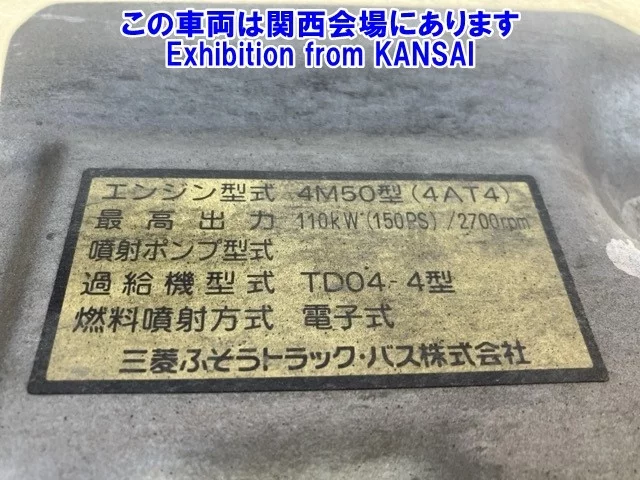 この車両は関西会場にあります
Exhibition from KANSAI
エンジン型式 4M50型(4AT4)
最高出力 110kW(150PS)/2700rpm
噴射ポンプ型式
過給機型式 TD04-4型
燃料噴射方式 電子式
三菱ふそうトラック・バス株式会社